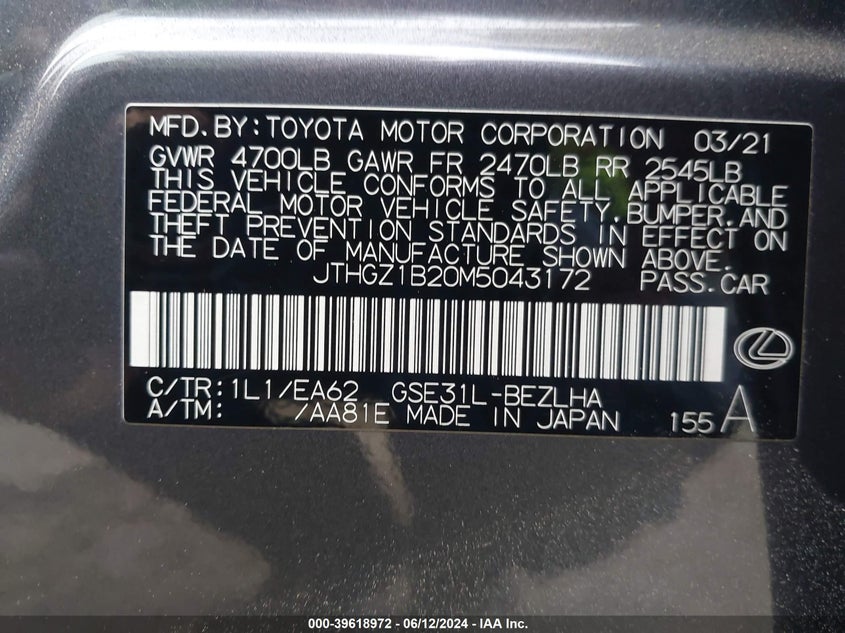 MFD.BY:TOYOTA MOTOR CORPORATION 03/21
GVWR 4700LB GAWR FR 2470LB RR 2545LB
THIS VEHICLE CONFORMS TO ALL APPLICABLE
FEDERAL MOTOR VEHICLE SAFETY,BUMPER,AND
THEFT PREVENTION STANDARDS IN EFFECT ON
THE DATE OF MANUFACTURE SHOWN ABOVE.
JTHGZ1B20M5043172 PASS.CAR
C/TR:1L1/EA62 GSE31L-BEZLHA
A/TM: /AA81E MADE IN JAPAN 155 A
000-39618972 - 06/12/2024 - IAA Inc.